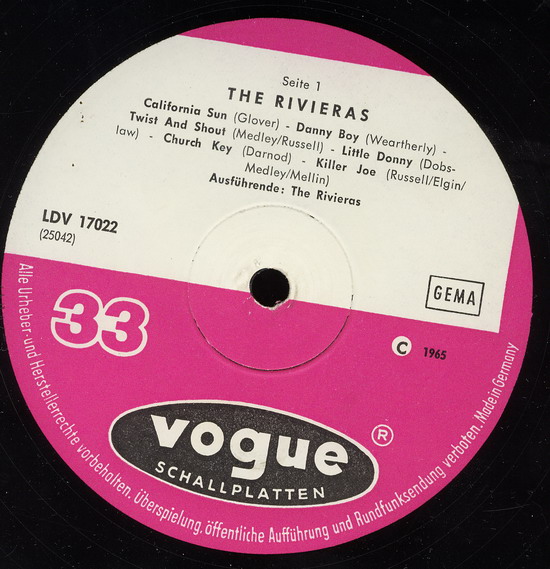 Seite 1
THE RIVIERAS
California Sun (Glover) - Danny Boy (Weartherly) -
Twist And Shout (Medley/Russell) - Little Donny (Dobs-
law) - Church Key (Darnod) - Killer Joe (Russell/Elgin/
Medley/Mellin)
Ausführende: The Rivieras
LDV 17022
(25042)
GEMA
33
C 1965
vogue ®
SCHALLPLATTEN
Alle Urheber- und Herstellerrechte vorbehalten. Überspielung, öffentliche Aufführung und Rundfunksendung verboten. Made in Germany